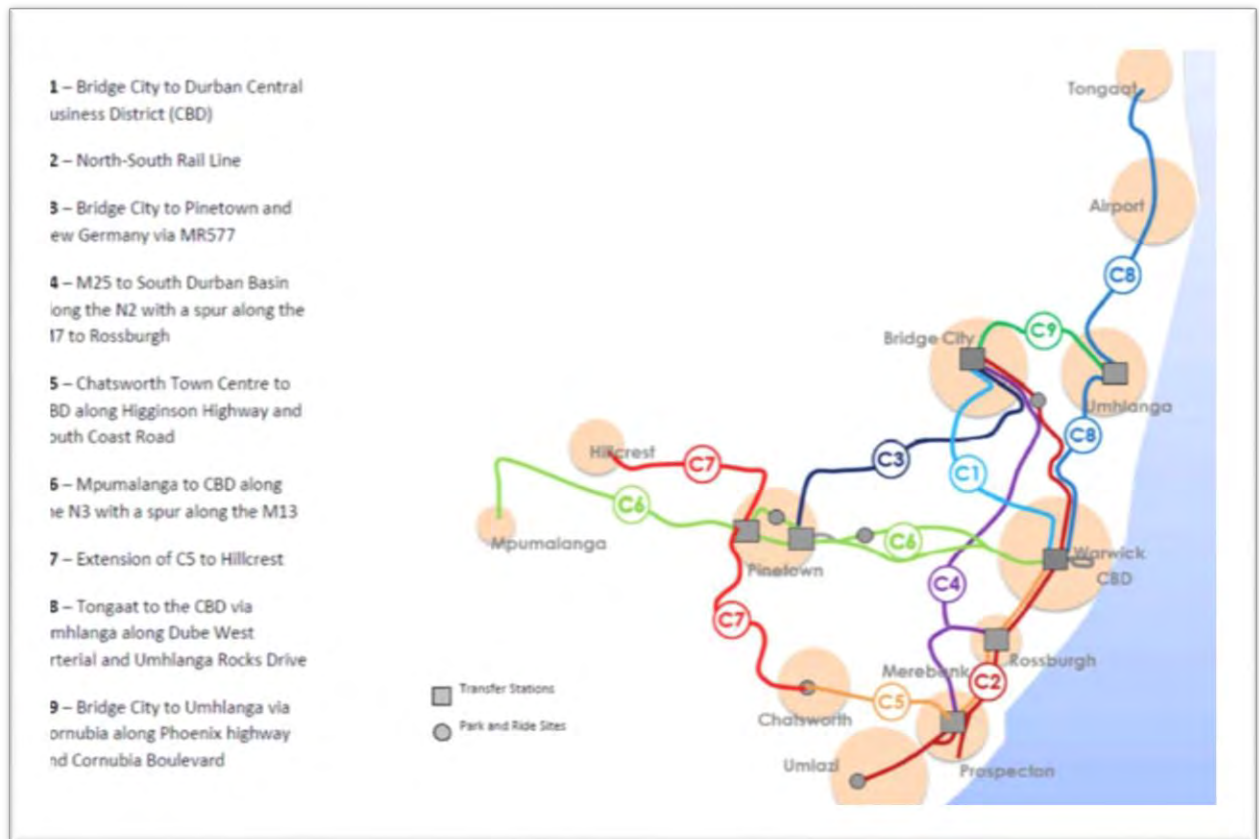 1 – Bridge City to Durban Central
usiness District (CBD)
2 – North-South Rail Line
3 – Bridge City to Pinetown and
ew Germany via MR577
4 – M25 to South Durban Basin
long the N2 with a spur along the
17 to Rossburgh
5 – Chatsworth Town Centre to
BD along Higginson Highway and
outh Coast Road
6 – Mpumalanga to CBD along
ne N3 with a spur along the M13
7 – Extension of C5 to Hillcrest
8 – Tongaat to the CBD via
mhlanga along Dube West
rterial and Umhlanga Rocks Drive
9 – Bridge City to Umhlanga via
ornubia along Phoenix highway
nd Cornubia Boulevard
Transfer Stations
Park and Ride Sites
Tongaat
Airport
C8
Bridge City
C9
Umhlanga
C8
Hillcrest
C7
C3
C1
C6
Mpumalanga
C6
Pinetown
Warwick
CBD
C4
C7
Rossburgh
Merebank
C2
C5
Chatsworth
Umlazi
Prospecton